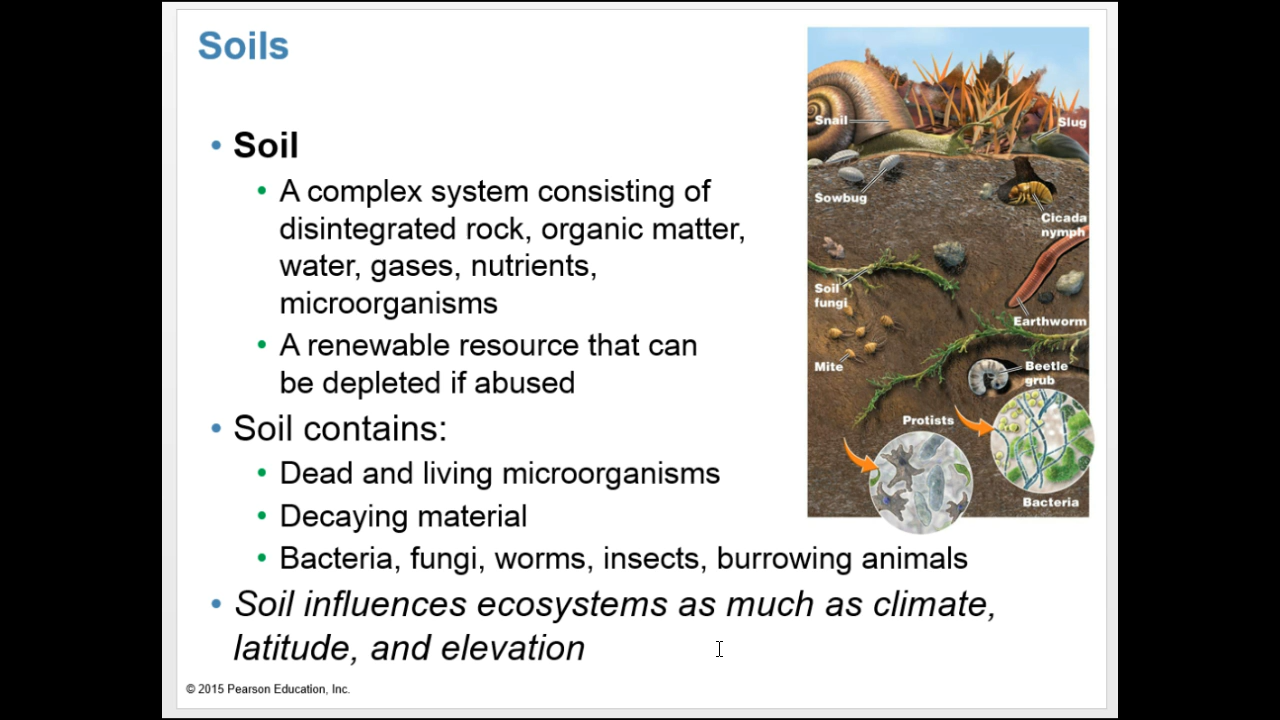 Soils
• Soil
• A complex system consisting of
disintegrated rock, organic matter,
water, gases, nutrients,
microorganisms
• A renewable resource that can
be depleted if abused
• Soil contains:
• Dead and living microorganisms
• Decaying material
• Bacteria, fungi, worms, insects, burrowing animals
• Soil influences ecosystems as much as climate,
latitude, and elevation
Snail
Slug
Sowbug
Cicada
nymph
Soil
fungi
Earthworm
Mite
Beetle
grub
Protists
Bacteria
© 2015 Pearson Education, Inc.